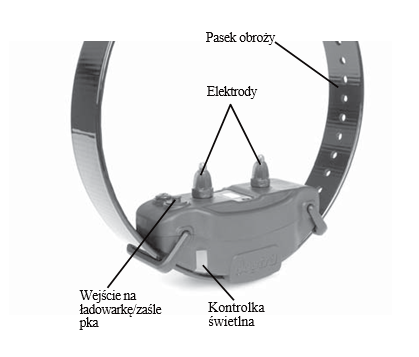 Pasek obroży
Elektrody
Wejście na
ładowarkę/zaśle
pka
Kontrolka
świetlna